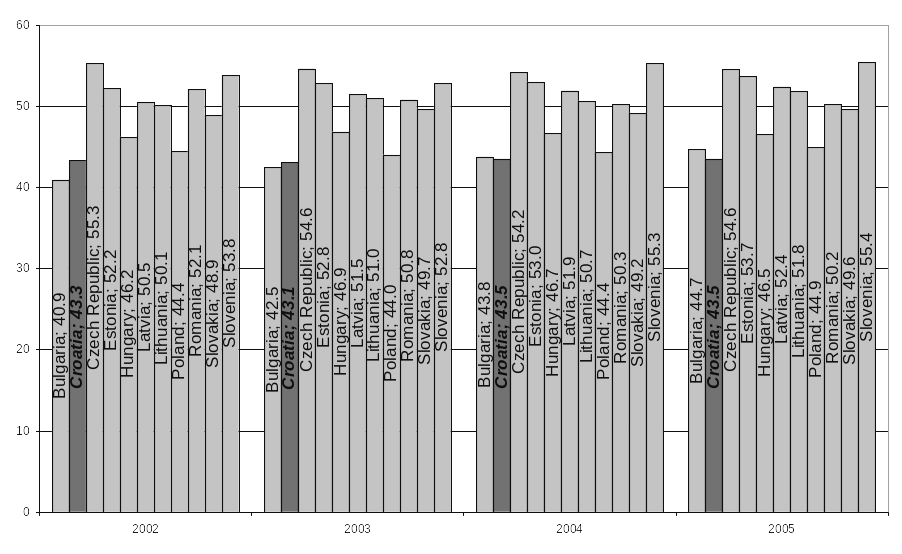 60
50
40
30
20
10
0
Bulgaria; 40.9
Croatia; 43.3
Czech Republic; 55.3
Estonia; 52.2
Hungary; 46.2
Latvia; 50.5
Lithuania; 50.1
Poland; 44.4
Romania; 52.1
Slovakia; 48.9
Slovenia; 53.8
Bulgaria; 42.5
Croatia; 43.1
Czech Republic; 54.6
Estonia; 52.8
Hungary; 46.9
Latvia; 51.5
Lithuania; 51.0
Poland; 44.0
Romania; 50.8
Slovakia; 49.7
Slovenia; 52.8
Bulgaria; 43.8
Croatia; 43.5
Czech Republic; 54.2
Estonia; 53.0
Hungary; 46.7
Latvia; 51.9
Lithuania; 50.7
Poland; 44.4
Romania; 50.3
Slovakia; 49.2
Slovenia; 55.3
Bulgaria; 44.7
Croatia; 43.5
Czech Republic; 54.6
Estonia; 53.7
Hungary; 46.5
Latvia; 52.4
Lithuania; 51.8
Poland; 44.9
Romania; 50.2
Slovakia; 49.6
Slovenia; 55.4
2002
2003
2004
2005